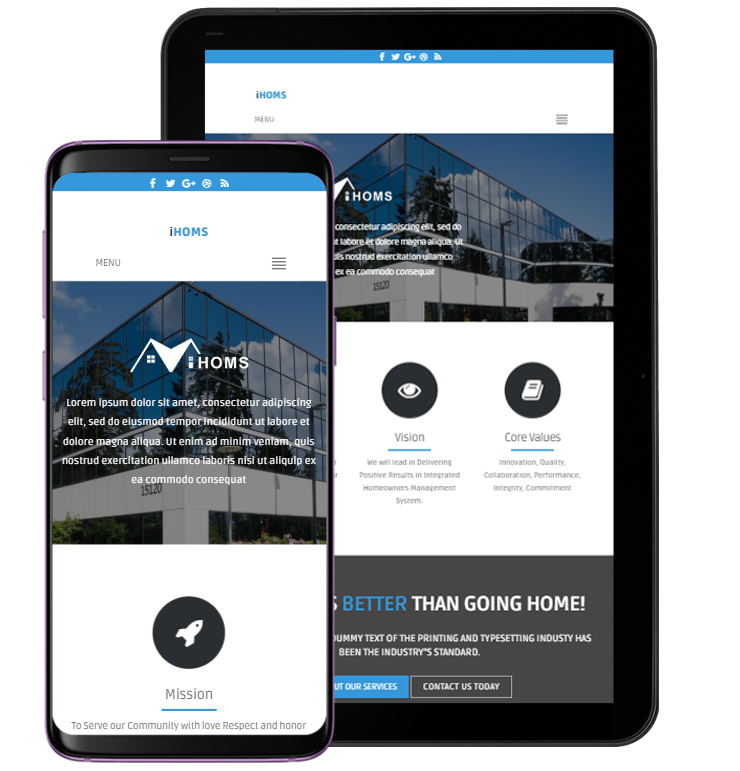 iHOMS
MENU
iHOMS
Lorem ipsum dolor sit amet, consectetur adipiscing
elit, sed do eiusmod tempor incididunt ut labore et
dolore magna aliqua. Ut enim ad minim veniam, quis
nostrud exercitation ullamco laboris nisi ut aliquip ex
ea commodo consequat
15120
Mission
To Serve our Community with love Respect and honor
iHOMS
MENU
iHOMS
consectetur adipiscing elit, sed do
labore et dolore magna aliqua. Ut
nostrud exercitation ullamco
ex ea commodo consequat
15120
Vision
We will lead in Delivering
Positive Results in Integrated
Homeowners Management
System.
Core Values
Innovation, Quality,
Collaboration, Performance,
Integrity, Commitment
BETTER THAN GOING HOME!
DUMMY TEXT OF THE PRINTING AND TYPESETTING INDUSTY HAS
BEEN THE INDUSTRY"S STANDARD.
OUR SERVICES
CONTACT US TODAY